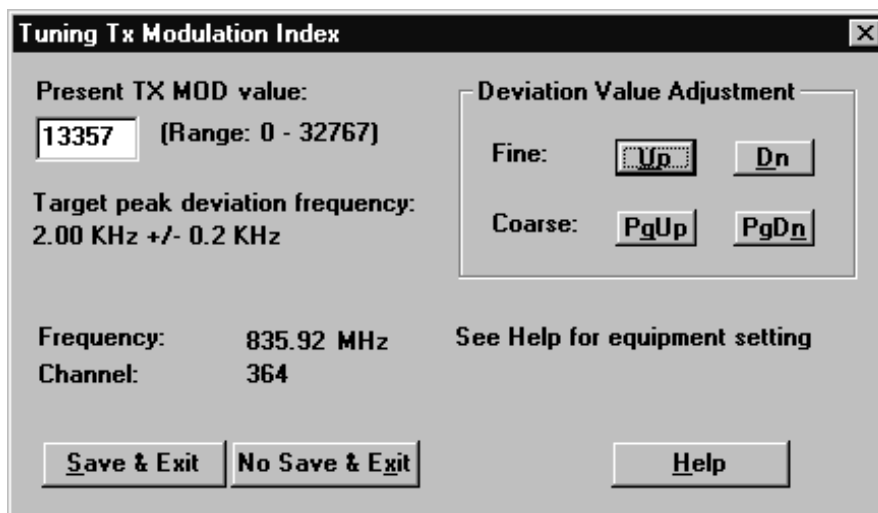 Tuning Tx Modulation Index
Present TX MOD value:
13357 (Range: 0 - 32767)
Target peak deviation frequency:
2.00 KHz +/- 0.2 KHz
Deviation Value Adjustment
Fine: Up Dn
Coarse: PgUp PgDn
Frequency: 835.92 MHz
Channel: 364
See Help for equipment setting
Save & Exit No Save & Exit Help